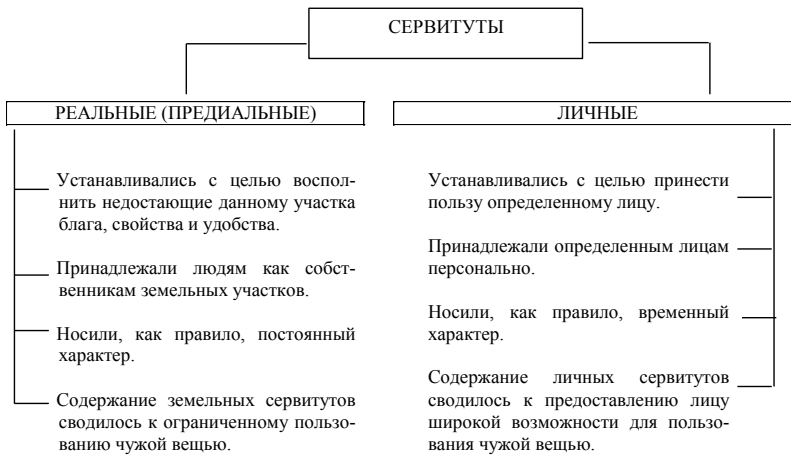 СЕРВИТУТЫ
РЕАЛЬНЫЕ (ПРЕДИАЛЬНЫЕ)
Устанавливались с целью воспол-
нить недостающие данному участка
блага, свойства и удобства.
Принадлежали людям как собст-
венникам земельных участков.
Носили, как правило, постоянный
характер.
Содержание земельных сервитутов
сводилось к ограниченному пользо-
ванию чужой вещью.
ЛИЧНЫЕ
Устанавливались с целью принести
пользу определенному лицу.
Принадлежали определенным лицам
персонально.
Носили, как правило, временный
характер.
Содержание личных сервитутов
сводилось к предоставлению лицу
широкой возможности для пользо-
вания чужой вещью.